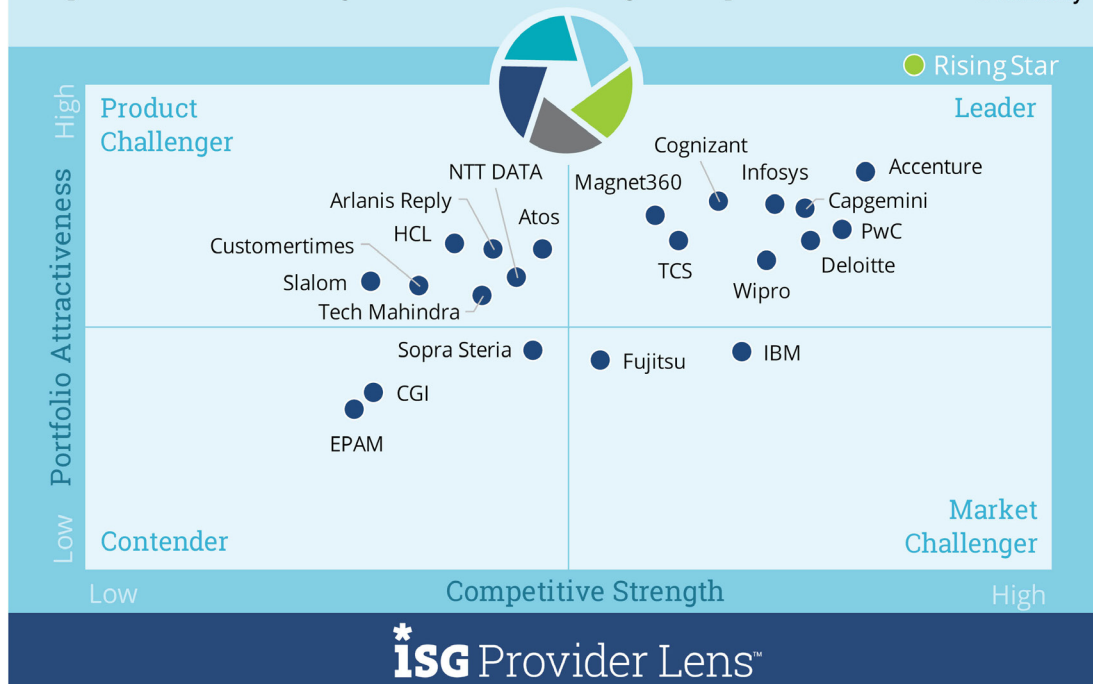 Rising Star
High
Product
Challenger
Leader
Cognizant
NTT DATA
Magnet360
Infosys
Accenture
Arlanis Reply
Atos
Capgemini
HCL
PwC
Customertimes
TCS
Deloitte
Slalom
Wipro
Tech Mahindra
Portfolio Attractiveness
Sopra Steria
Fujitsu
IBM
CGI
EPAM
Low
Contender
Market
Challenger
Low
Competitive Strength
High
iSG Provider Lens™